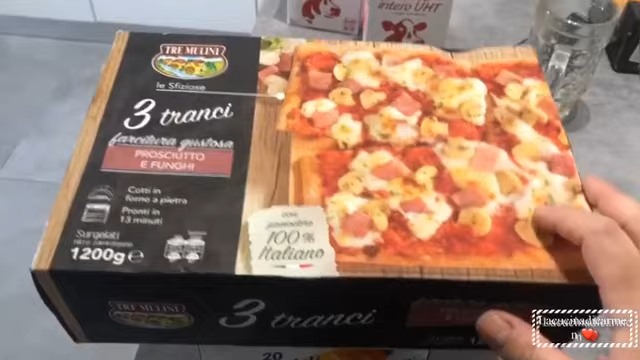 intero UHT
TRE MULINI
le Sfiziose
3 tranci
farcitura gustosa
PROSCIUTTO
E FUNGHI
Cotti in
forno a pietra
Pronti in
13 minuti
Surgelati
1200g e
con
pomodoro
100%
Italiano
TRE MULINI
3 tranci
20